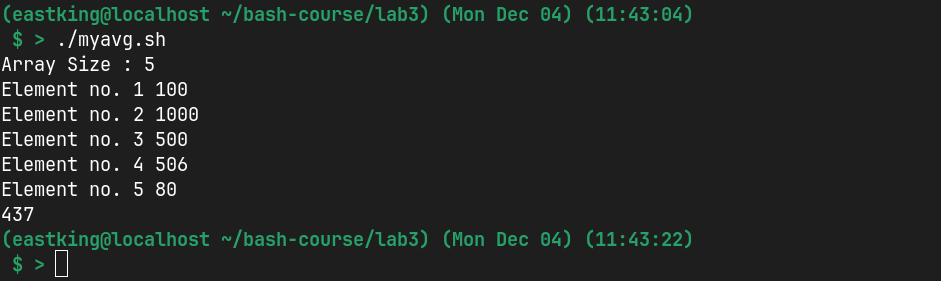 (eastking@localhost ~/bash-course/lab3) (Mon Dec 04) (11:43:04)
$ > ./myavg.sh
Array Size : 5
Element no. 1 100
Element no. 2 1000
Element no. 3 500
Element no. 4 506
Element no. 5 80
437
(eastking@localhost ~/bash-course/lab3) (Mon Dec 04) (11:43:22)
$ >